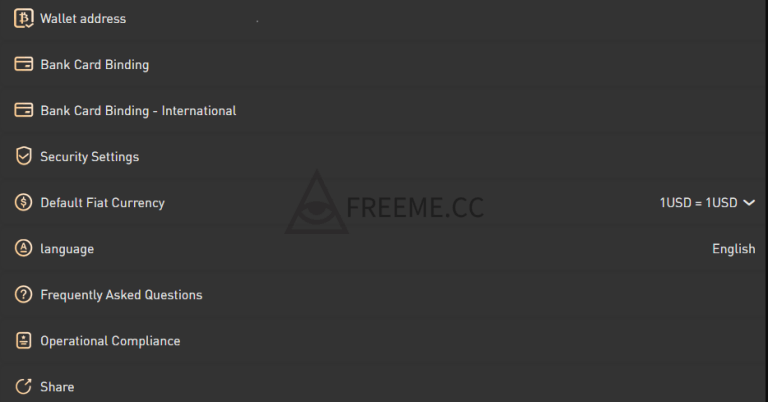 Wallet address
Bank Card Binding
Bank Card Binding - International
Security Settings
Default Fiat Currency 1USD = 1USD
FREEME.CC
language English
Frequently Asked Questions
Operational Compliance
Share